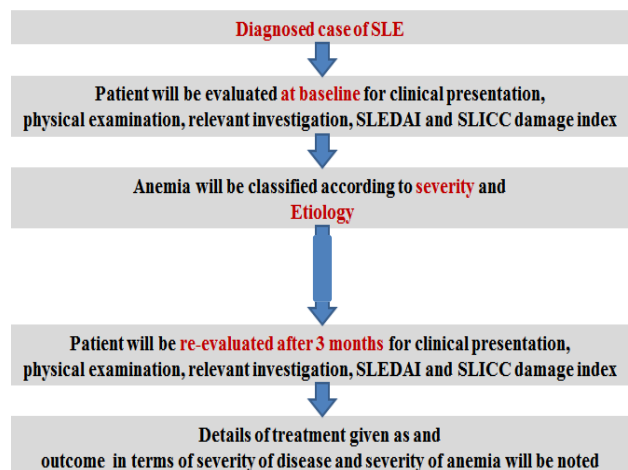 Diagnosed case of SLE
Patient will be evaluated at baseline for clinical presentation,
physical examination, relevant investigation, SLEDAI and SLICC damage index
Anemia will be classified according to severity and
Etiology
Patient will be re-evaluated after 3 months for clinical presentation,
physical examination, relevant investigation, SLEDAI and SLICC damage index
Details of treatment given as and
outcome in terms of severity of disease and severity of anemia will be noted